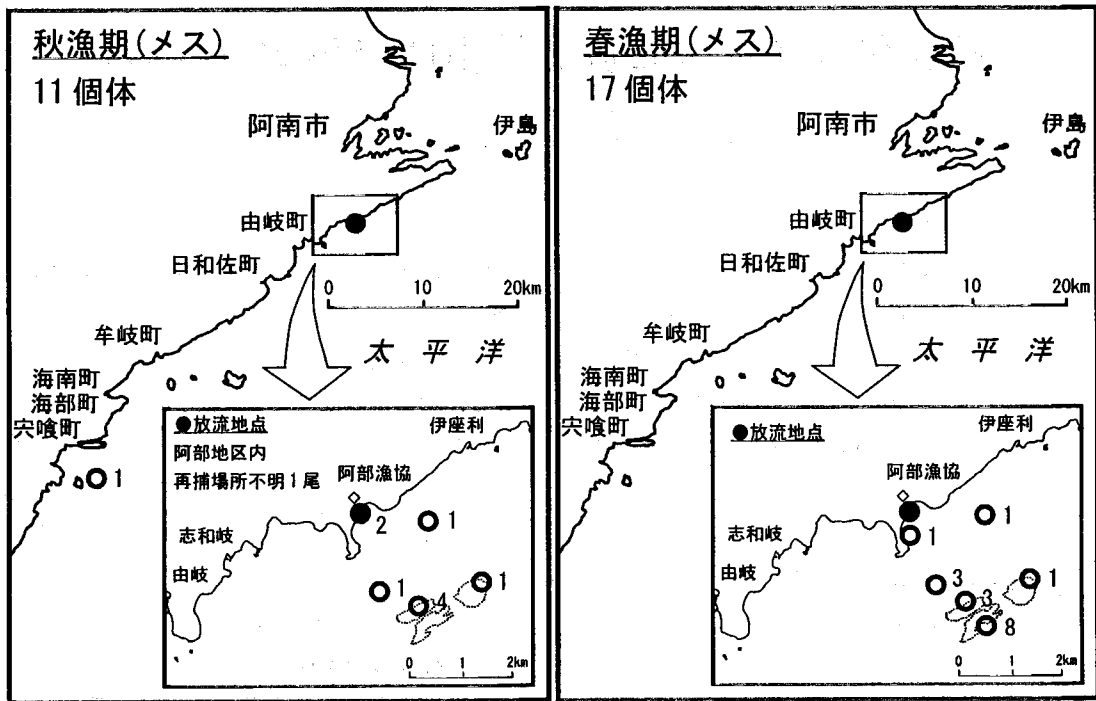 秋漁期(メス)
11個体
阿南市
伊島
由岐町
日和佐町
0 10 20km
牟岐町
太平洋
海南町
海部町
宍喰町
1
●放流地点
阿部地区内
再捕場所不明1尾
伊座利
阿部漁協
2
1
志和岐
由岐
1
4
1
0 1 2km
春漁期(メス)
17個体
阿南市
伊島
由岐町
日和佐町
0 10 20km
牟岐町
太平洋
海南町
海部町
宍喰町
●放流地点
伊座利
阿部漁協
1
1
志和岐
由岐
3
3
1
8
0 1 2km